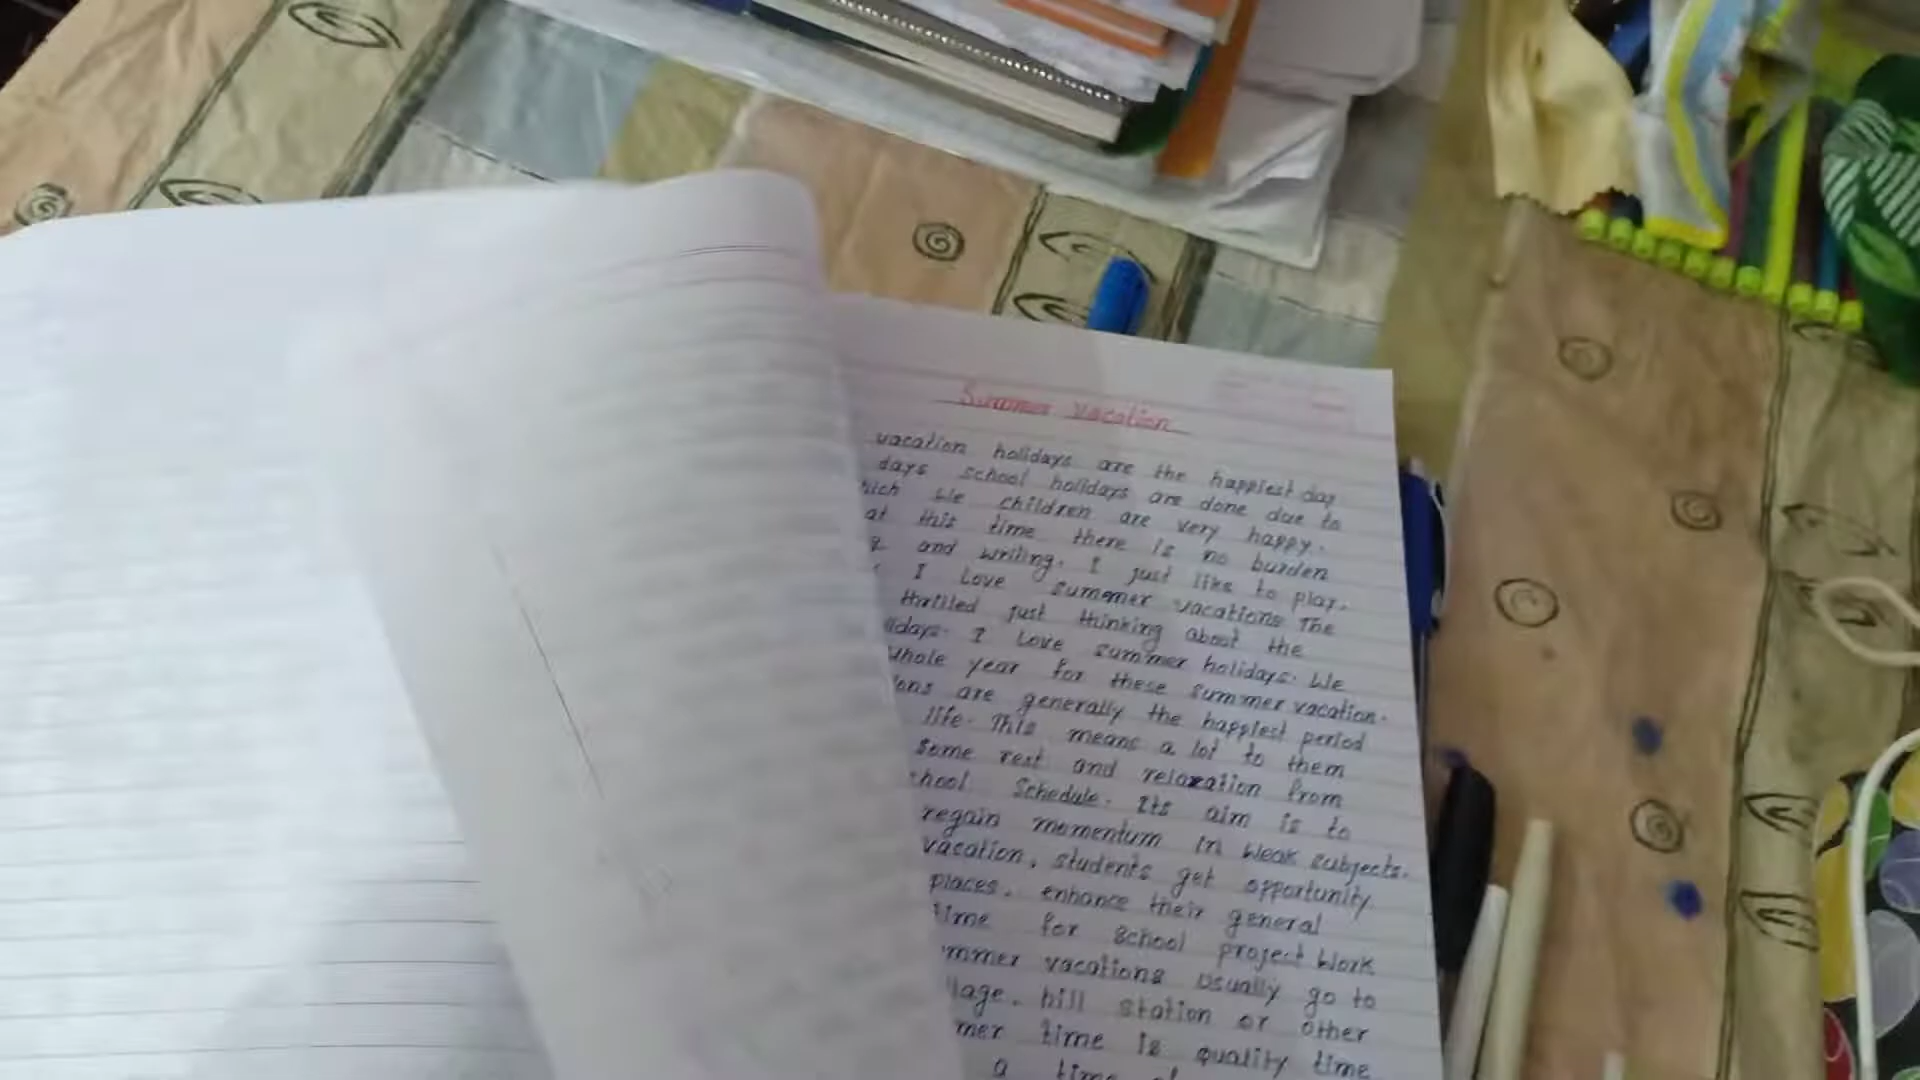 Summer vacation
vacation holidays are the happiest day
days school holidays are done due to
hich we children are very happy.
at this time there is no burden
and writing. I just like to play.
I Love summer vacations The
thrilled just thinking about the
idays. I Love summer holidays. We
whole year for these summer vacation.
ions are generally the happiest period
life. This means a lot to them
some rest and relaxation from
chool Schedule. Its aim is to
regain momentum in weak subjects.
vacation, students get opportunity
places, enhance their general
time for school project work
mmer vacations usually go to
lage, hill station or other
mer time is quality time
a time